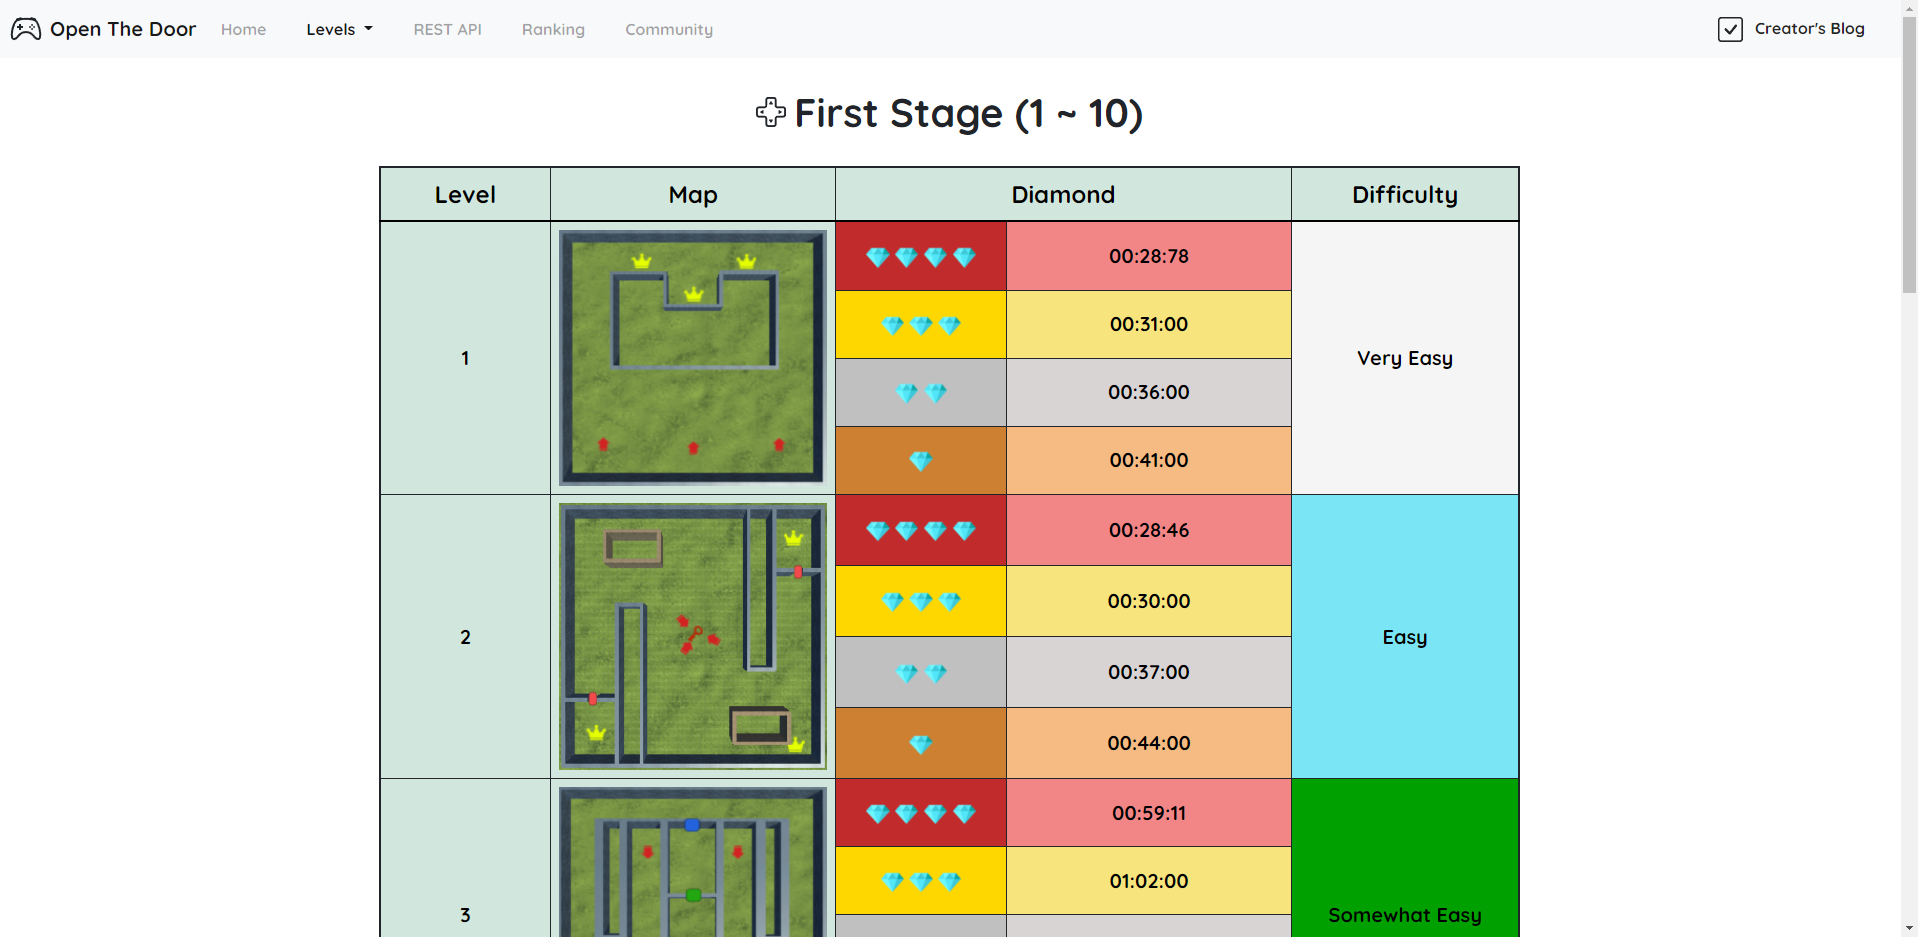 Open The Door
Home
Levels
REST API
Ranking
Community
Creator's Blog
First Stage (1 ~ 10)
Level
Map
Diamond
Difficulty
1
00:28:78
00:31:00
00:36:00
00:41:00
Very Easy
2
00:28:46
00:30:00
00:37:00
00:44:00
Easy
3
00:59:11
01:02:00
Somewhat Easy